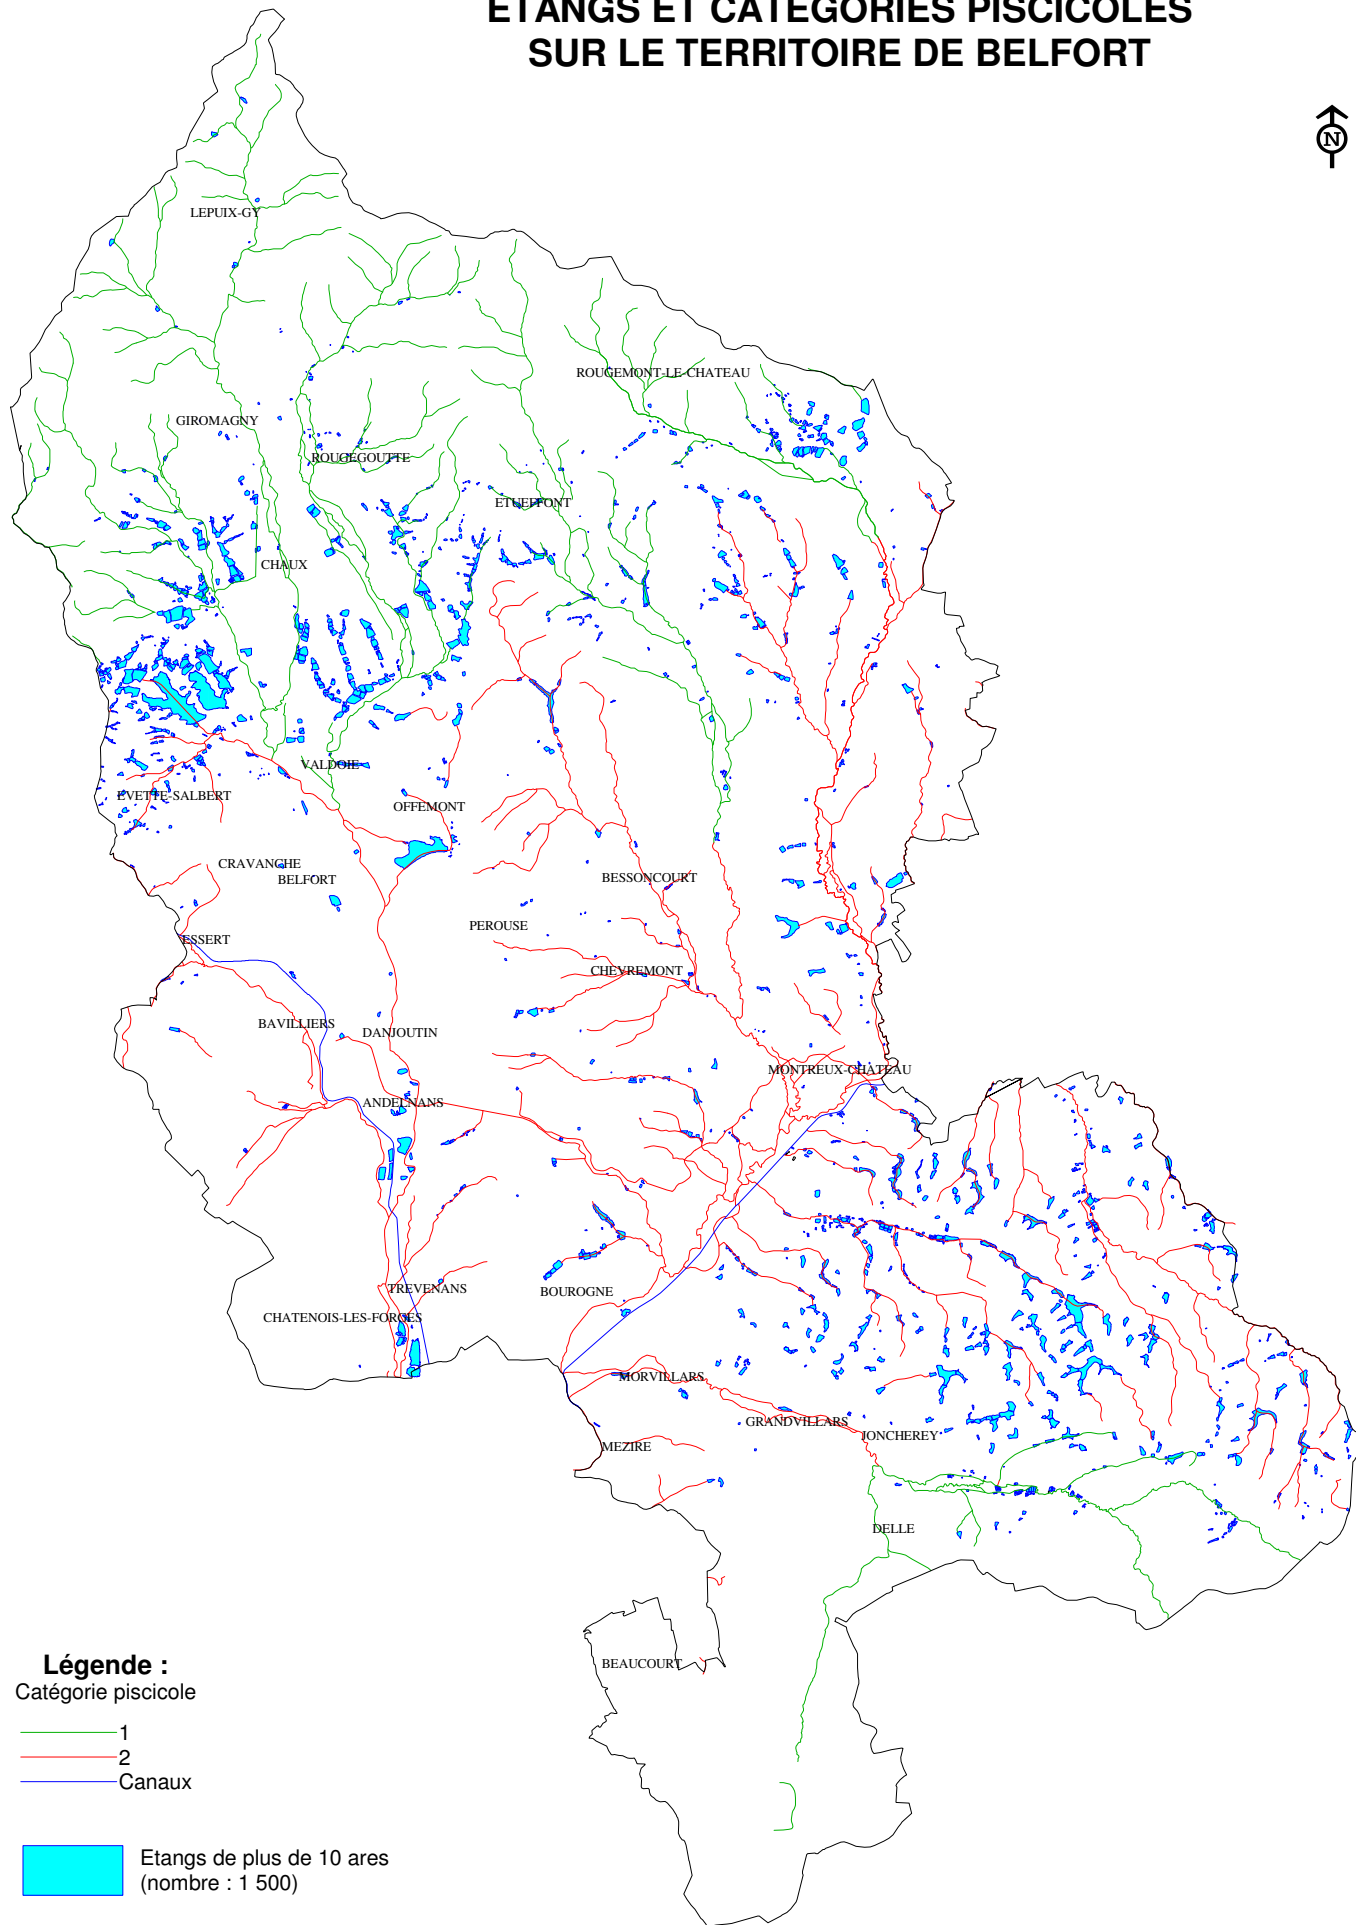 ETANGS ET CATEGORIES PISCICOLES
SUR LE TERRITOIRE DE BELFORT
N
LEPUIX-GY
ROUGEMONT-LE-CHATEAU
GIROMAGNY
ROUGEGOUTTE
ETUEFFONT
CHAUX
VALDOIE
EVETTE-SALBERT
OFFEMONT
CRAVANCHE
BELFORT
BESSONCOURT
PEROUSE
ESSERT
CHEVREMONT
BAVILLIERS
DANJOUTIN
MONTREUX-CHATEAU
ANDELNANS
TREVENANS
BOUROGNE
CHATENOIS-LES-FORGES
MORVILLARS
GRANDVILLARS
JONCHEREY
MEZIRE
DELLE
BEAUCOURT
Légende :
Catégorie piscicole
1
2
Canaux
Etangs de plus de 10 ares
(nombre : 1 500)